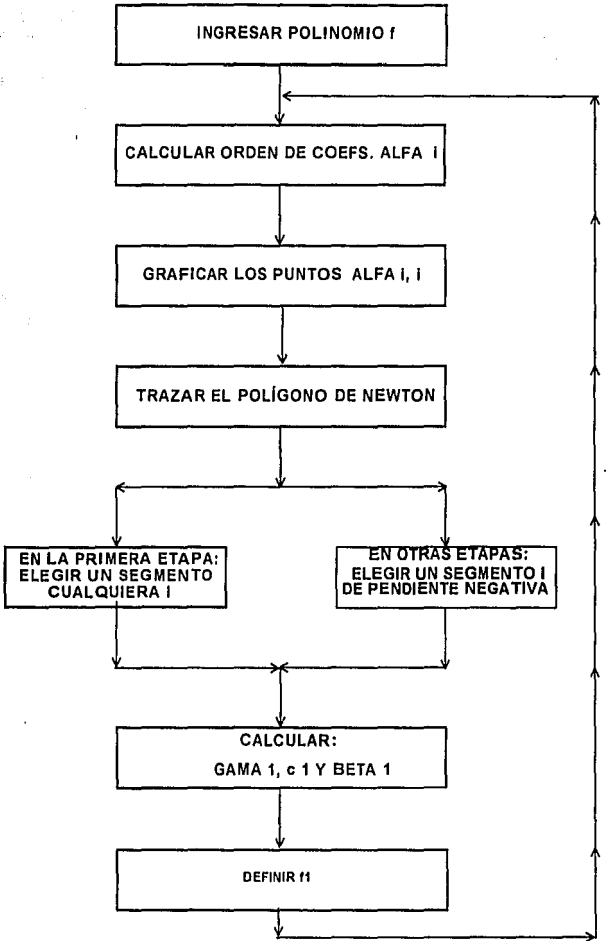 INGRESAR POLINOMIO f
CALCULAR ORDEN DE COEFS. ALFA i
GRAFICAR LOS PUNTOS ALFA i, i
TRAZAR EL POLÍGONO DE NEWTON
EN LA PRIMERA ETAPA:
ELEGIR UN SEGMENTO
CUALQUIERA l
EN OTRAS ETAPAS:
ELEGIR UN SEGMENTO l
DE PENDIENTE NEGATIVA
CALCULAR:
GAMA 1, c 1 Y BETA 1
DEFINIR f1